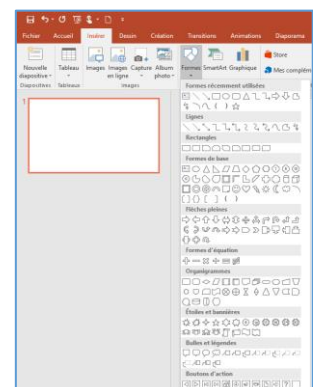 Fichier Accueil Insérer Dessin Création Transitions Animations Diaporama
Nouvelle diapositive
Tableau
Images
Images en ligne
Capture
Album photo
Formes
SmartArt
Graphique
Store
Mes complém
Diapositives Tableaux Images
Formes récemment utilisées
1
Lignes
Rectangles
Formes de base
Flèches pleines
Formes d'équation
Organigrammes
Étoiles et bannières
Bulles et légendes
Boutons d'action